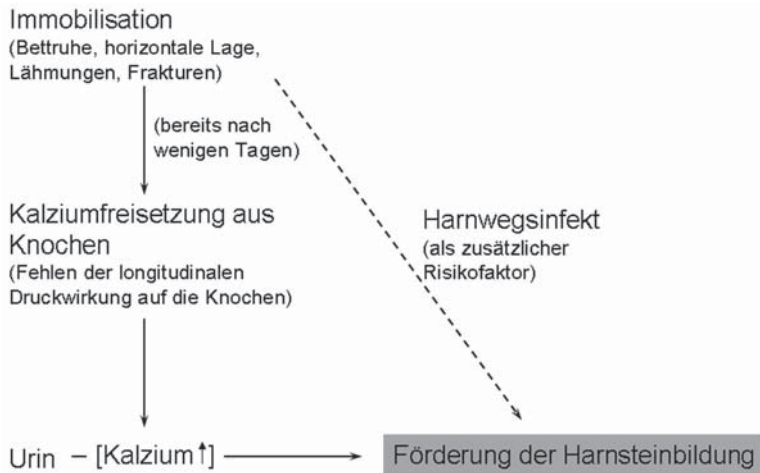 Immobilisation
(Bettruhe, horizontale Lage,
Lähmungen, Frakturen)
(bereits nach
wenigen Tagen)
Kalziumfreisetzung aus
Knochen
(Fehlen der longitudinalen
Druckwirkung auf die Knochen)
Harnwegsinfekt
(als zusätzlicher
Risikofaktor)
Urin – [Kalzium↑]
Förderung der Harnsteinbildung